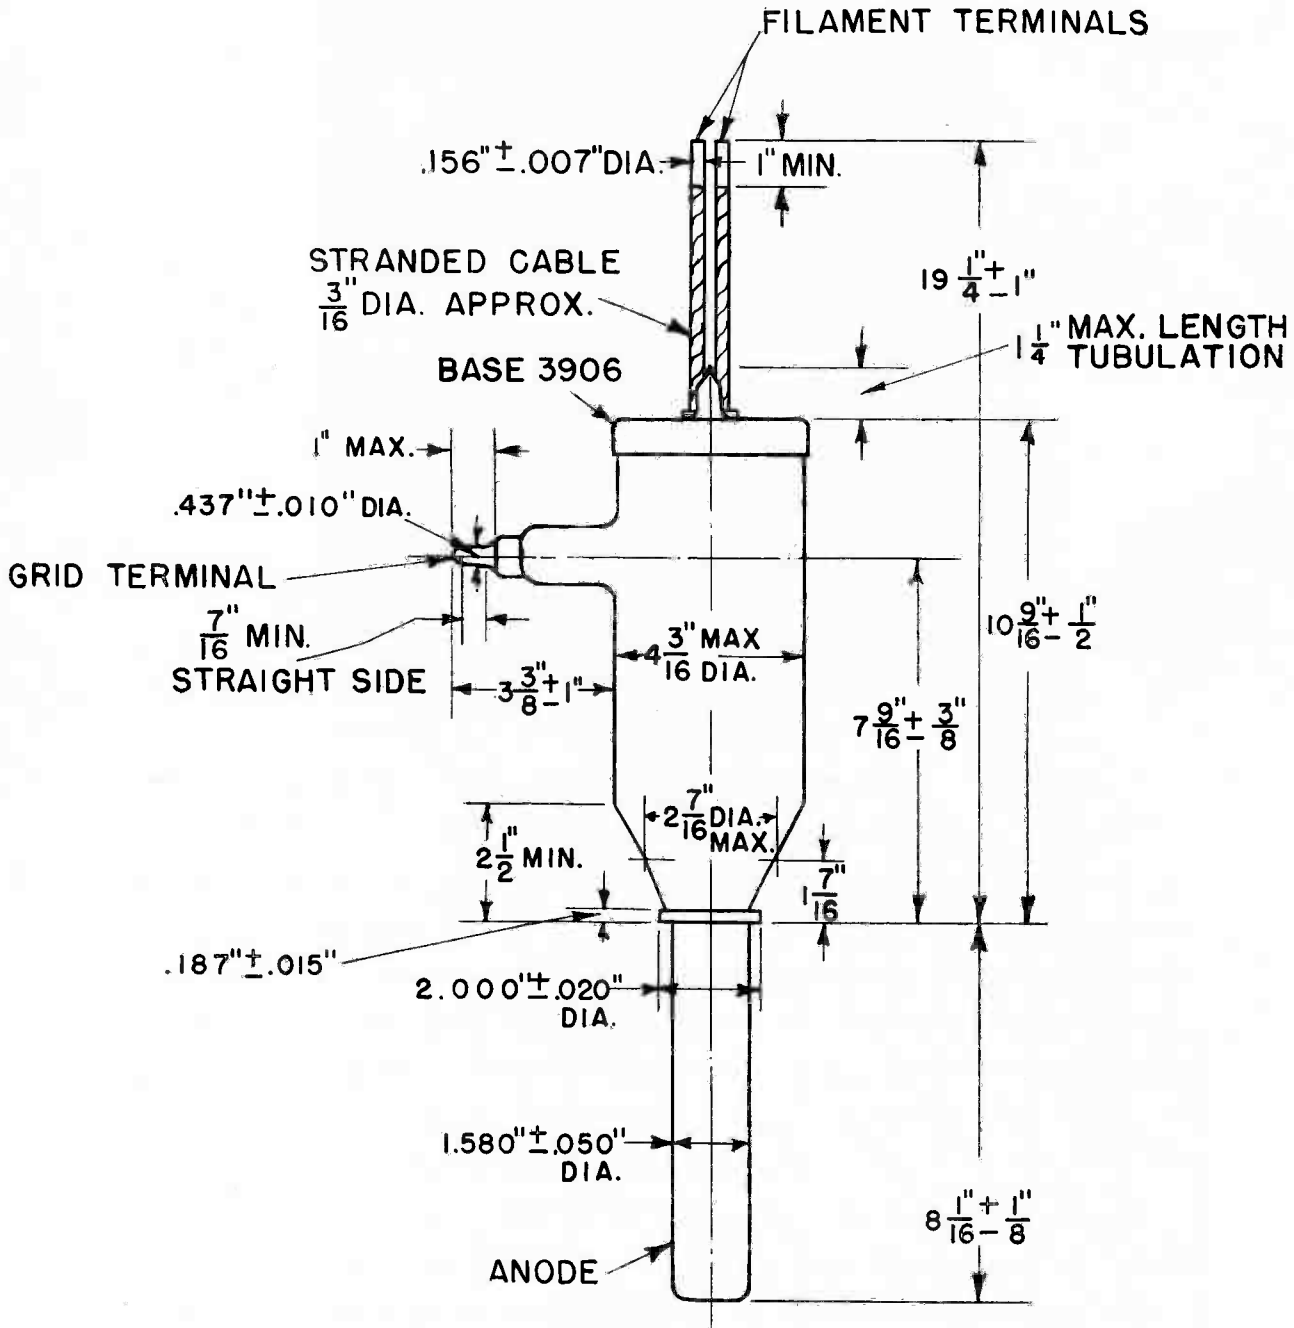 FILAMENT TERMINALS
.156" ± .007" DIA.
1" MIN.
STRANDED CABLE
3/16" DIA. APPROX.
19 1/4" ± 1"
1 1/4" MAX. LENGTH
TUBULATION
BASE 3906
1" MAX.
.437" ± .010" DIA.
GRID TERMINAL
7/16" MIN.
STRAIGHT SIDE
3 3/8" ± 1"
4 3/16" MAX
DIA.
10 9/16" ± 1/2"
7 9/16" ± 3/8"
2 7/16" DIA.
MAX.
2 1/2" MIN.
1 7/16"
.187" ± .015"
2.000" ± .020"
DIA.
1.580" ± .050"
DIA.
8 1/16" ± 1/8"
ANODE